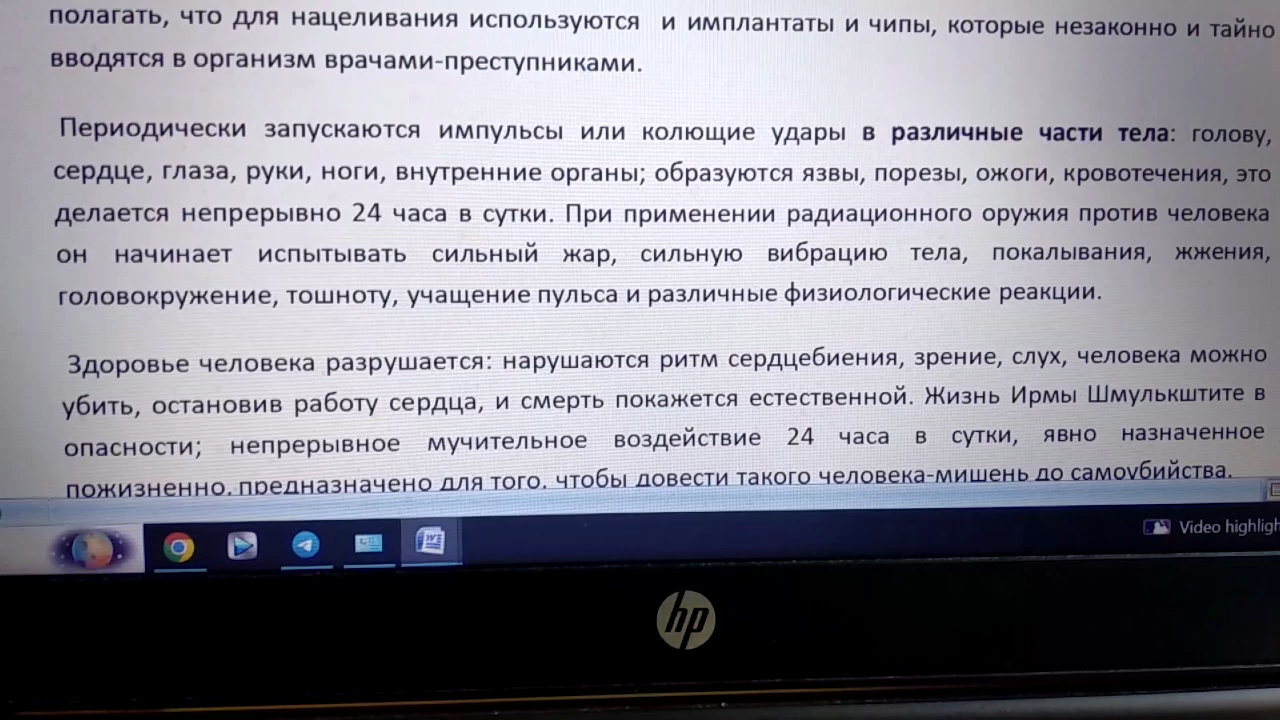 полагать, что для нацеливания используются и имплантаты и чипы, которые незаконно и тайно
вводятся в организм врачами-преступниками.
Периодически запускаются импульсы или колющие удары в различные части тела: голову,
сердце, глаза, руки, ноги, внутренние органы; образуются язвы, порезы, ожоги, кровотечения, это
делается непрерывно 24 часа в сутки. При применении радиационного оружия против человека
он начинает испытывать сильный жар, сильную вибрацию тела, покалывания, жжения,
головокружение, тошноту, учащение пульса и различные физиологические реакции.
Здоровье человека разрушается: нарушаются ритм сердцебиения, зрение, слух, человека можно
убить, остановив работу сердца, и смерть покажется естественной. Жизнь Ирмы Шмулькштите в
опасности; непрерывное мучительное воздействие 24 часа в сутки, явно назначенное
пожизненно, предназначено для того, чтобы довести такого человека-мишень до самоубийства.
Video highligh
hp